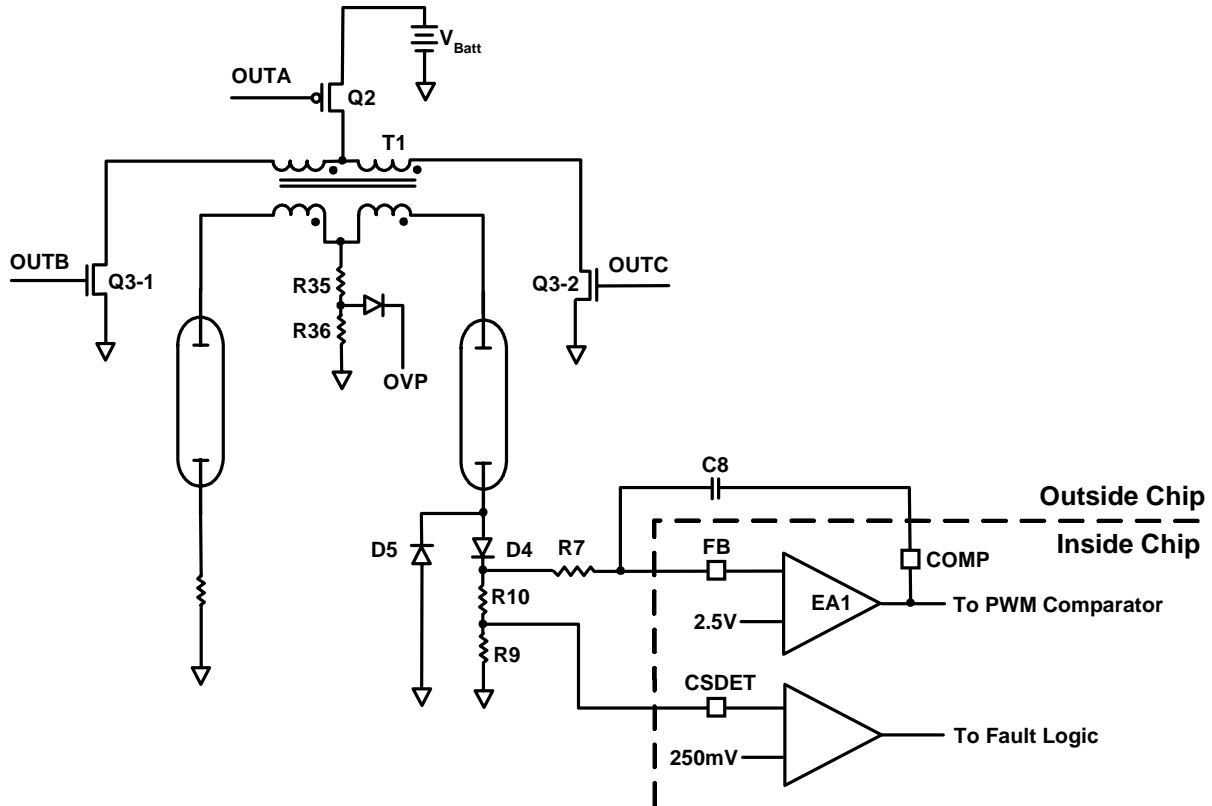 V Batt
OUTA
Q2
T1
OUTB
Q3-1
R35
R36
OVP
OUTC
Q3-2
C8
Outside Chip
Inside Chip
D5
D4
R7
FB
COMP
R10
EA1
To PWM Comparator
2.5V
R9
CSDET
250mV
To Fault Logic